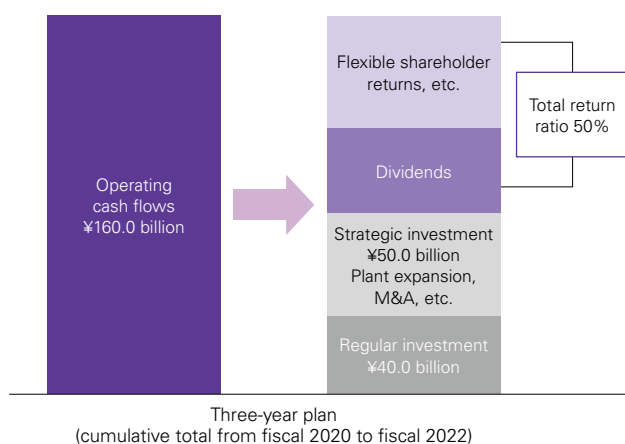 Operating
cash flows
¥160.0 billion
Flexible shareholder
returns, etc.
Dividends
Strategic investment
¥50.0 billion
Plant expansion,
M&A, etc.
Regular investment
¥40.0 billion
Total return
ratio 50%
Three-year plan
(cumulative total from fiscal 2020 to fiscal 2022)